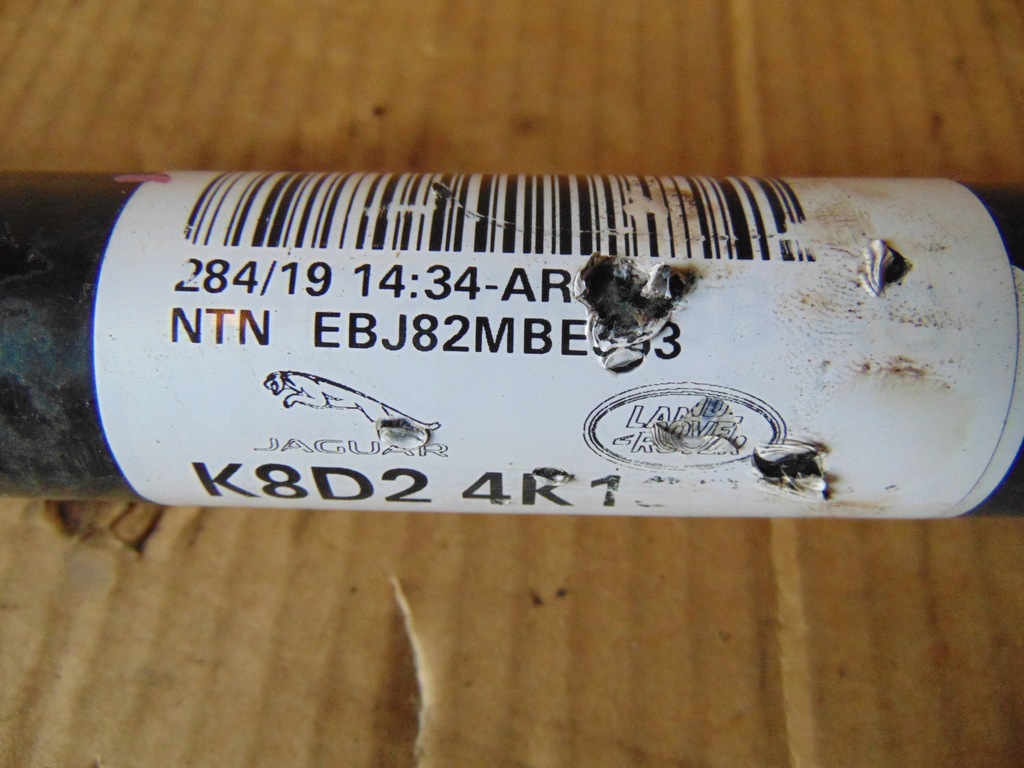 284/19 14:34-AR
NTN EBJ82MBE
JAGUAR
LAND
ROVER
K8D2 4K1